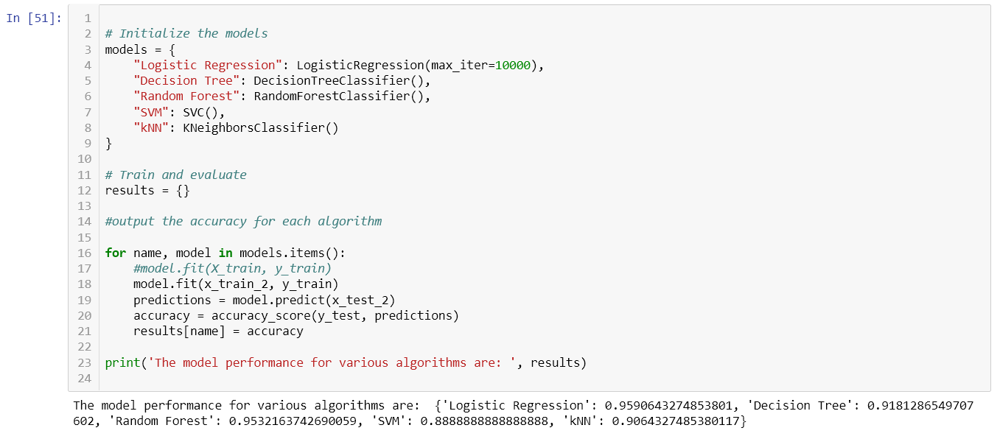 In [51]:
1
2 # Initialize the models
3 models = {
4     "Logistic Regression": LogisticRegression(max_iter=10000),
5     "Decision Tree": DecisionTreeClassifier(),
6     "Random Forest": RandomForestClassifier(),
7     "SVM": SVC(),
8     "kNN": KNeighborsClassifier()
9 }
10
11 # Train and evaluate
12 results = {}
13
14 #output the accuracy for each algorithm
15
16 for name, model in models.items():
17     #model.fit(X_train, y_train)
18     model.fit(x_train_2, y_train)
19     predictions = model.predict(x_test_2)
20     accuracy = accuracy_score(y_test, predictions)
21     results[name] = accuracy
22
23 print('The model performance for various algorithms are: ', results)
24
The model performance for various algorithms are:  {'Logistic Regression': 0.9590643274853801, 'Decision Tree': 0.9181286549707
602, 'Random Forest': 0.9532163742690059, 'SVM': 0.8888888888888888, 'kNN': 0.9064327485380117}